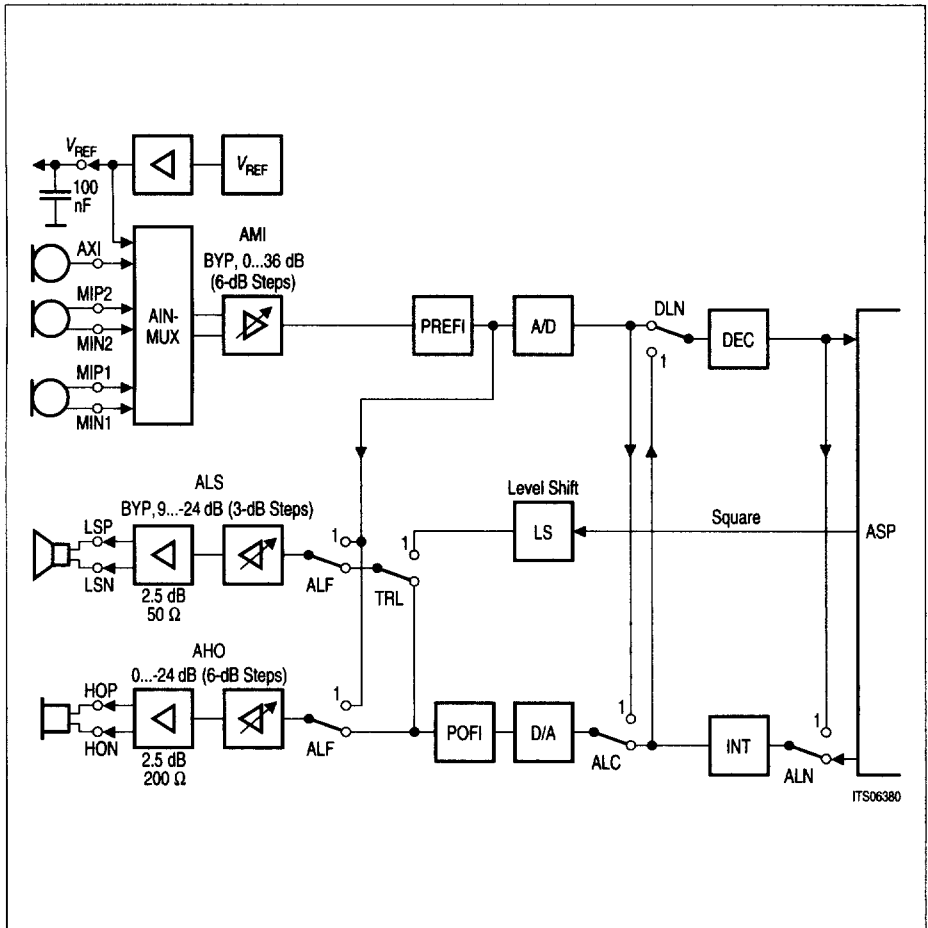 V_REF
V_REF
100
nF
AXI
MIP2
MIN2
MIP1
MIN1
AIN-
MUX
AMI
BYP, 0...36 dB
(6-dB Steps)
PREFI
A/D
DLN
1
DEC
ALS
BYP, 9...-24 dB (3-dB Steps)
LSP
LSN
2.5 dB
50 Ω
1
ALF
1
TRL
Level Shift
LS
Square
ASP
AHO
0...-24 dB (6-dB Steps)
HOP
HON
2.5 dB
200 Ω
1
ALF
POFI
D/A
1
ALC
INT
1
ALN
ITS06380